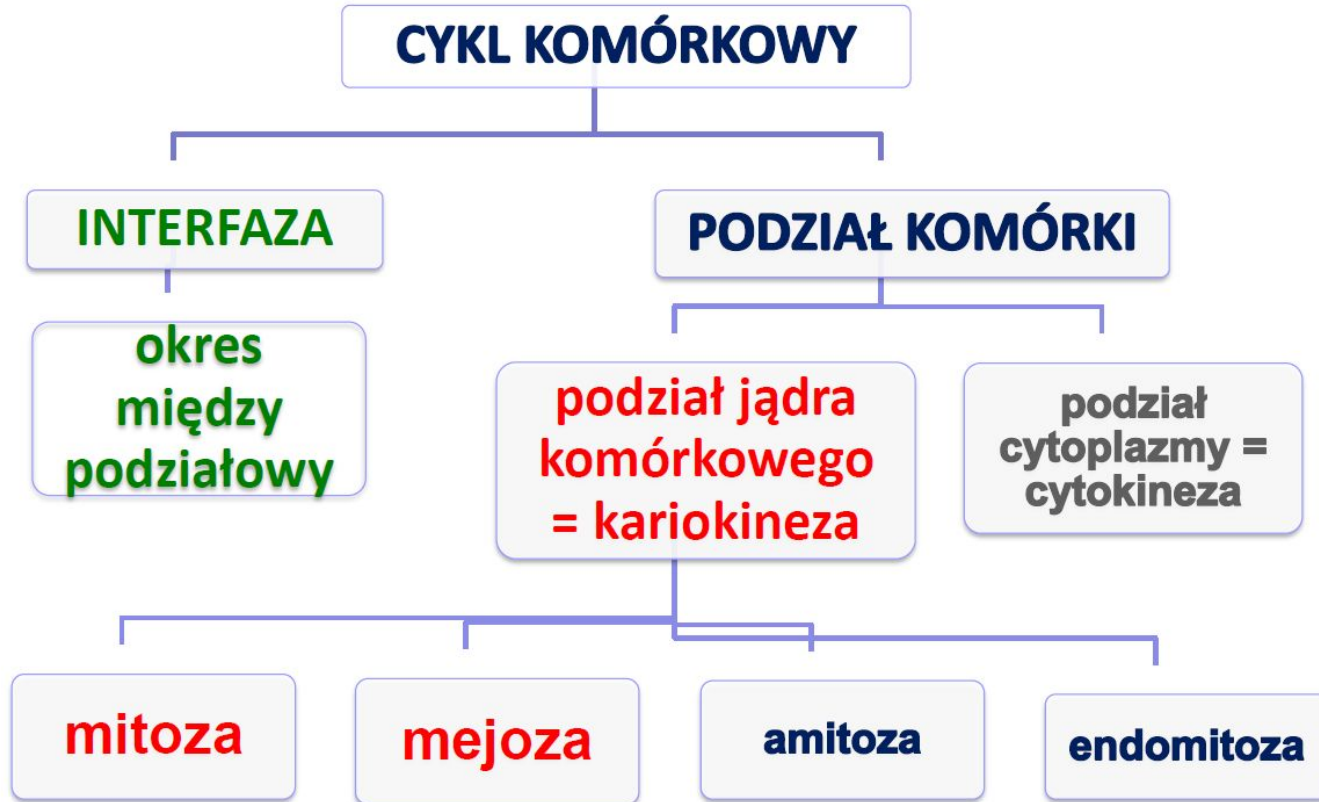 CYKL KOMÓRKOWY
INTERFAZA
PODZIAŁ KOMÓRKI
okres
między
podziałowy
podział jądra
komórkowego
= kariokineza
podział
cytoplazmy =
cytokineza
mitoza
mejoza
amitoza
endomitoza